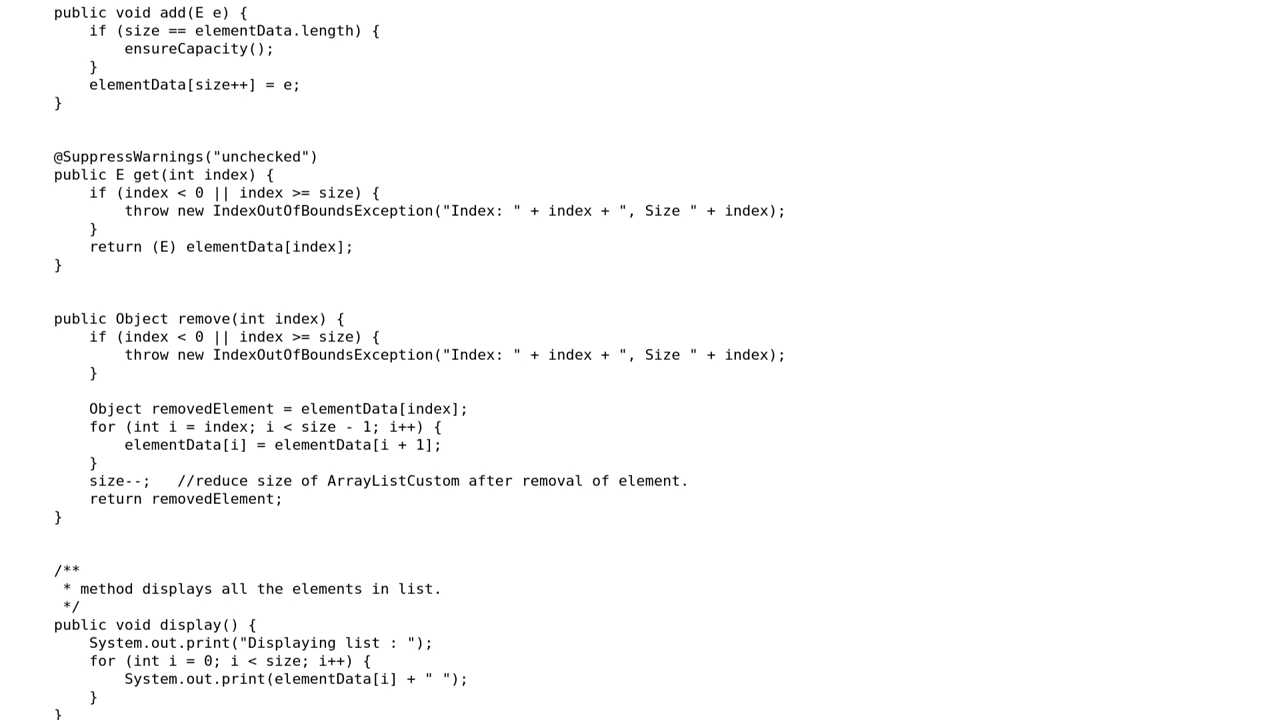 public void add(E e) {
    if (size == elementData.length) {
        ensureCapacity();
    }
    elementData[size++] = e;
}
@SuppressWarnings("unchecked")
public E get(int index) {
    if (index < 0 || index >= size) {
        throw new IndexOutOfBoundsException("Index: " + index + ", Size " + index);
    }
    return (E) elementData[index];
}
public Object remove(int index) {
    if (index < 0 || index >= size) {
        throw new IndexOutOfBoundsException("Index: " + index + ", Size " + index);
    }
    Object removedElement = elementData[index];
    for (int i = index; i < size - 1; i++) {
        elementData[i] = elementData[i + 1];
    }
    size--;   //reduce size of ArrayListCustom after removal of element.
    return removedElement;
}
/**
 * method displays all the elements in list.
 */
public void display() {
    System.out.print("Displaying list : ");
    for (int i = 0; i < size; i++) {
        System.out.print(elementData[i] + " ");
    }
}